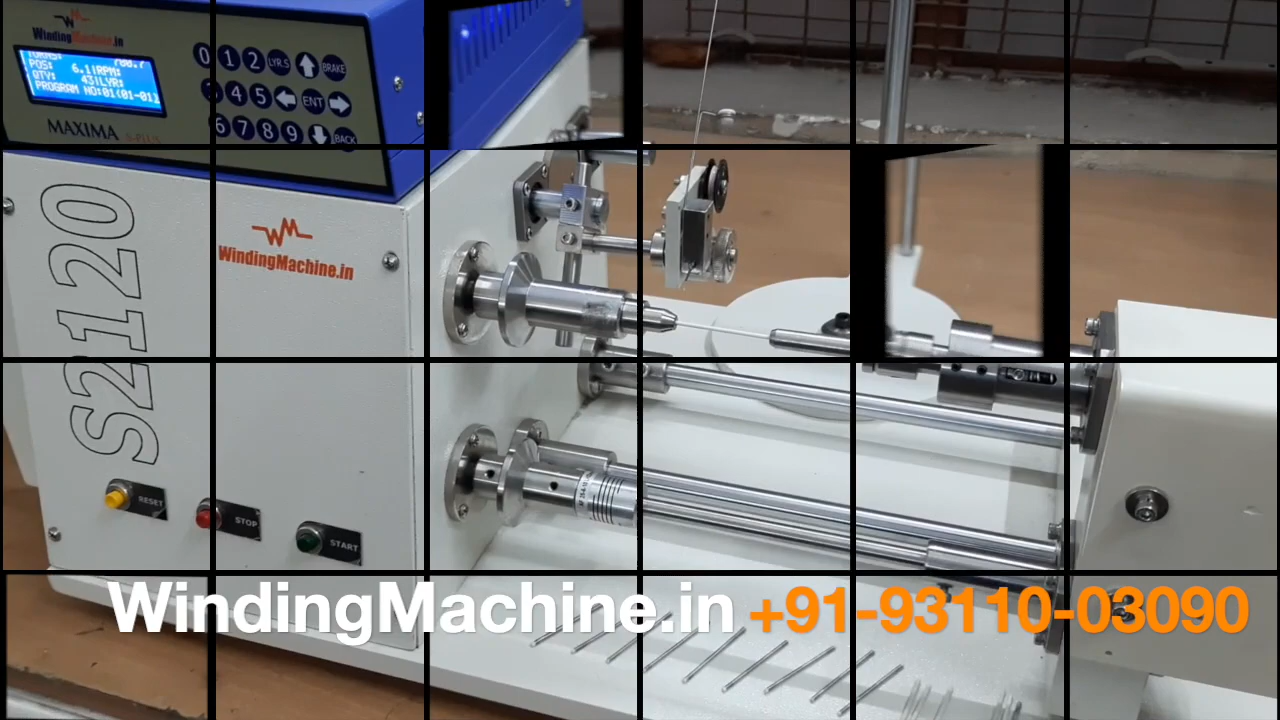 WindingMachine.in
POS: 6.1|RPM:
QTY: 43|LYR:
PROGRAM NO:01(01-01)
MAXIMA
0 1 2 LYR.S BRAKE
4 5 ENT
6 7 8 9 BACK
S2120
WindingMachine.in
RESET
STOP
START
WindingMachine.in +91-93110-03090